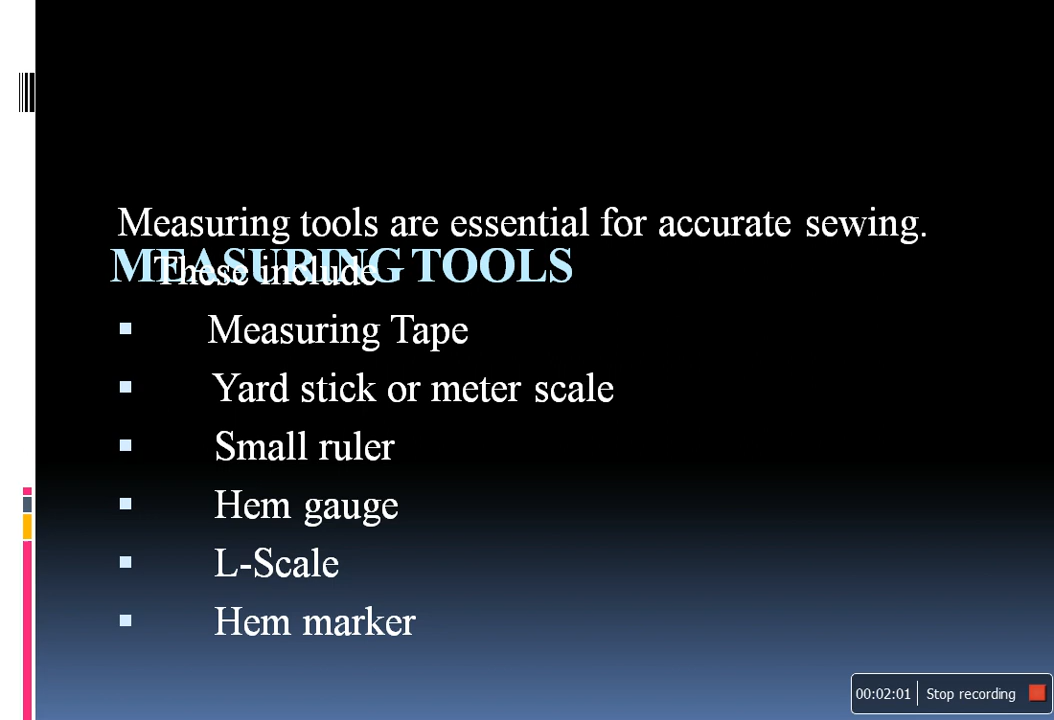 Measuring tools are essential for accurate sewing.
MEASURING TOOLS
These include
Measuring Tape
Yard stick or meter scale
Small ruler
Hem gauge
L-Scale
Hem marker
00:02:01 Stop recording